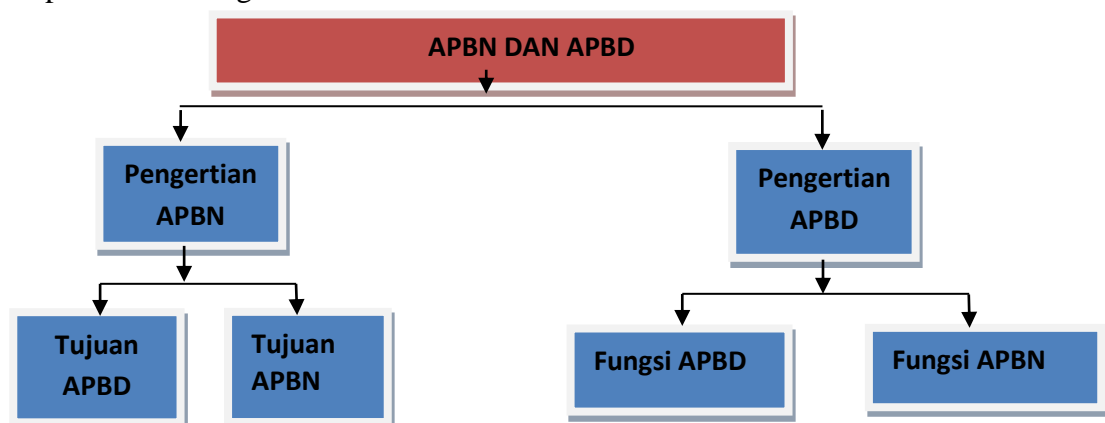 APBN DAN APBD
Pengertian
APBN
Pengertian
APBD
Tujuan
APBD
Tujuan
APBN
Fungsi APBD
Fungsi APBN